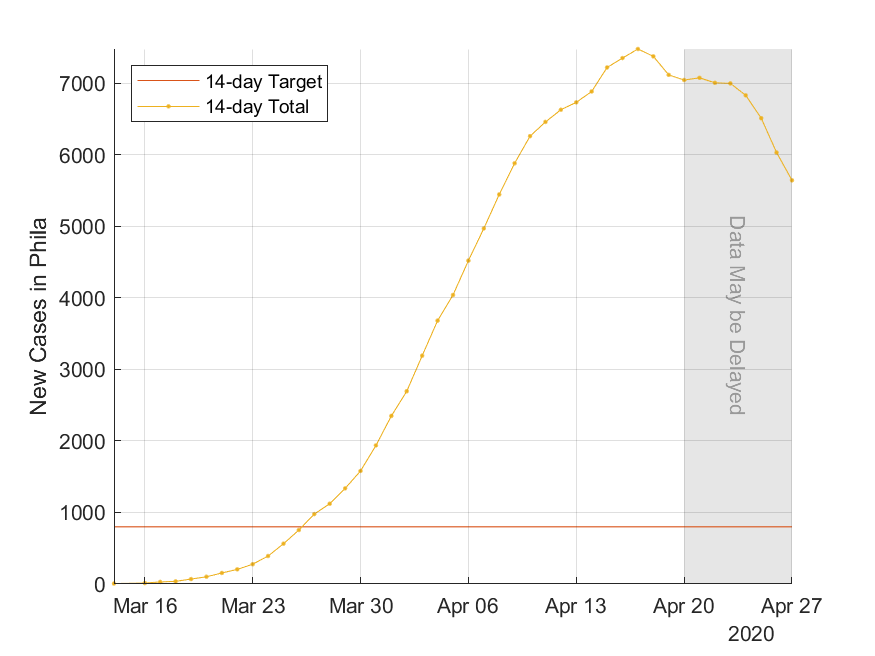 14-day Target
14-day Total
New Cases in Phila
7000
6000
5000
4000
3000
2000
1000
0
Data May be Delayed
Mar 16 Mar 23 Mar 30 Apr 06 Apr 13 Apr 20 Apr 27
2020